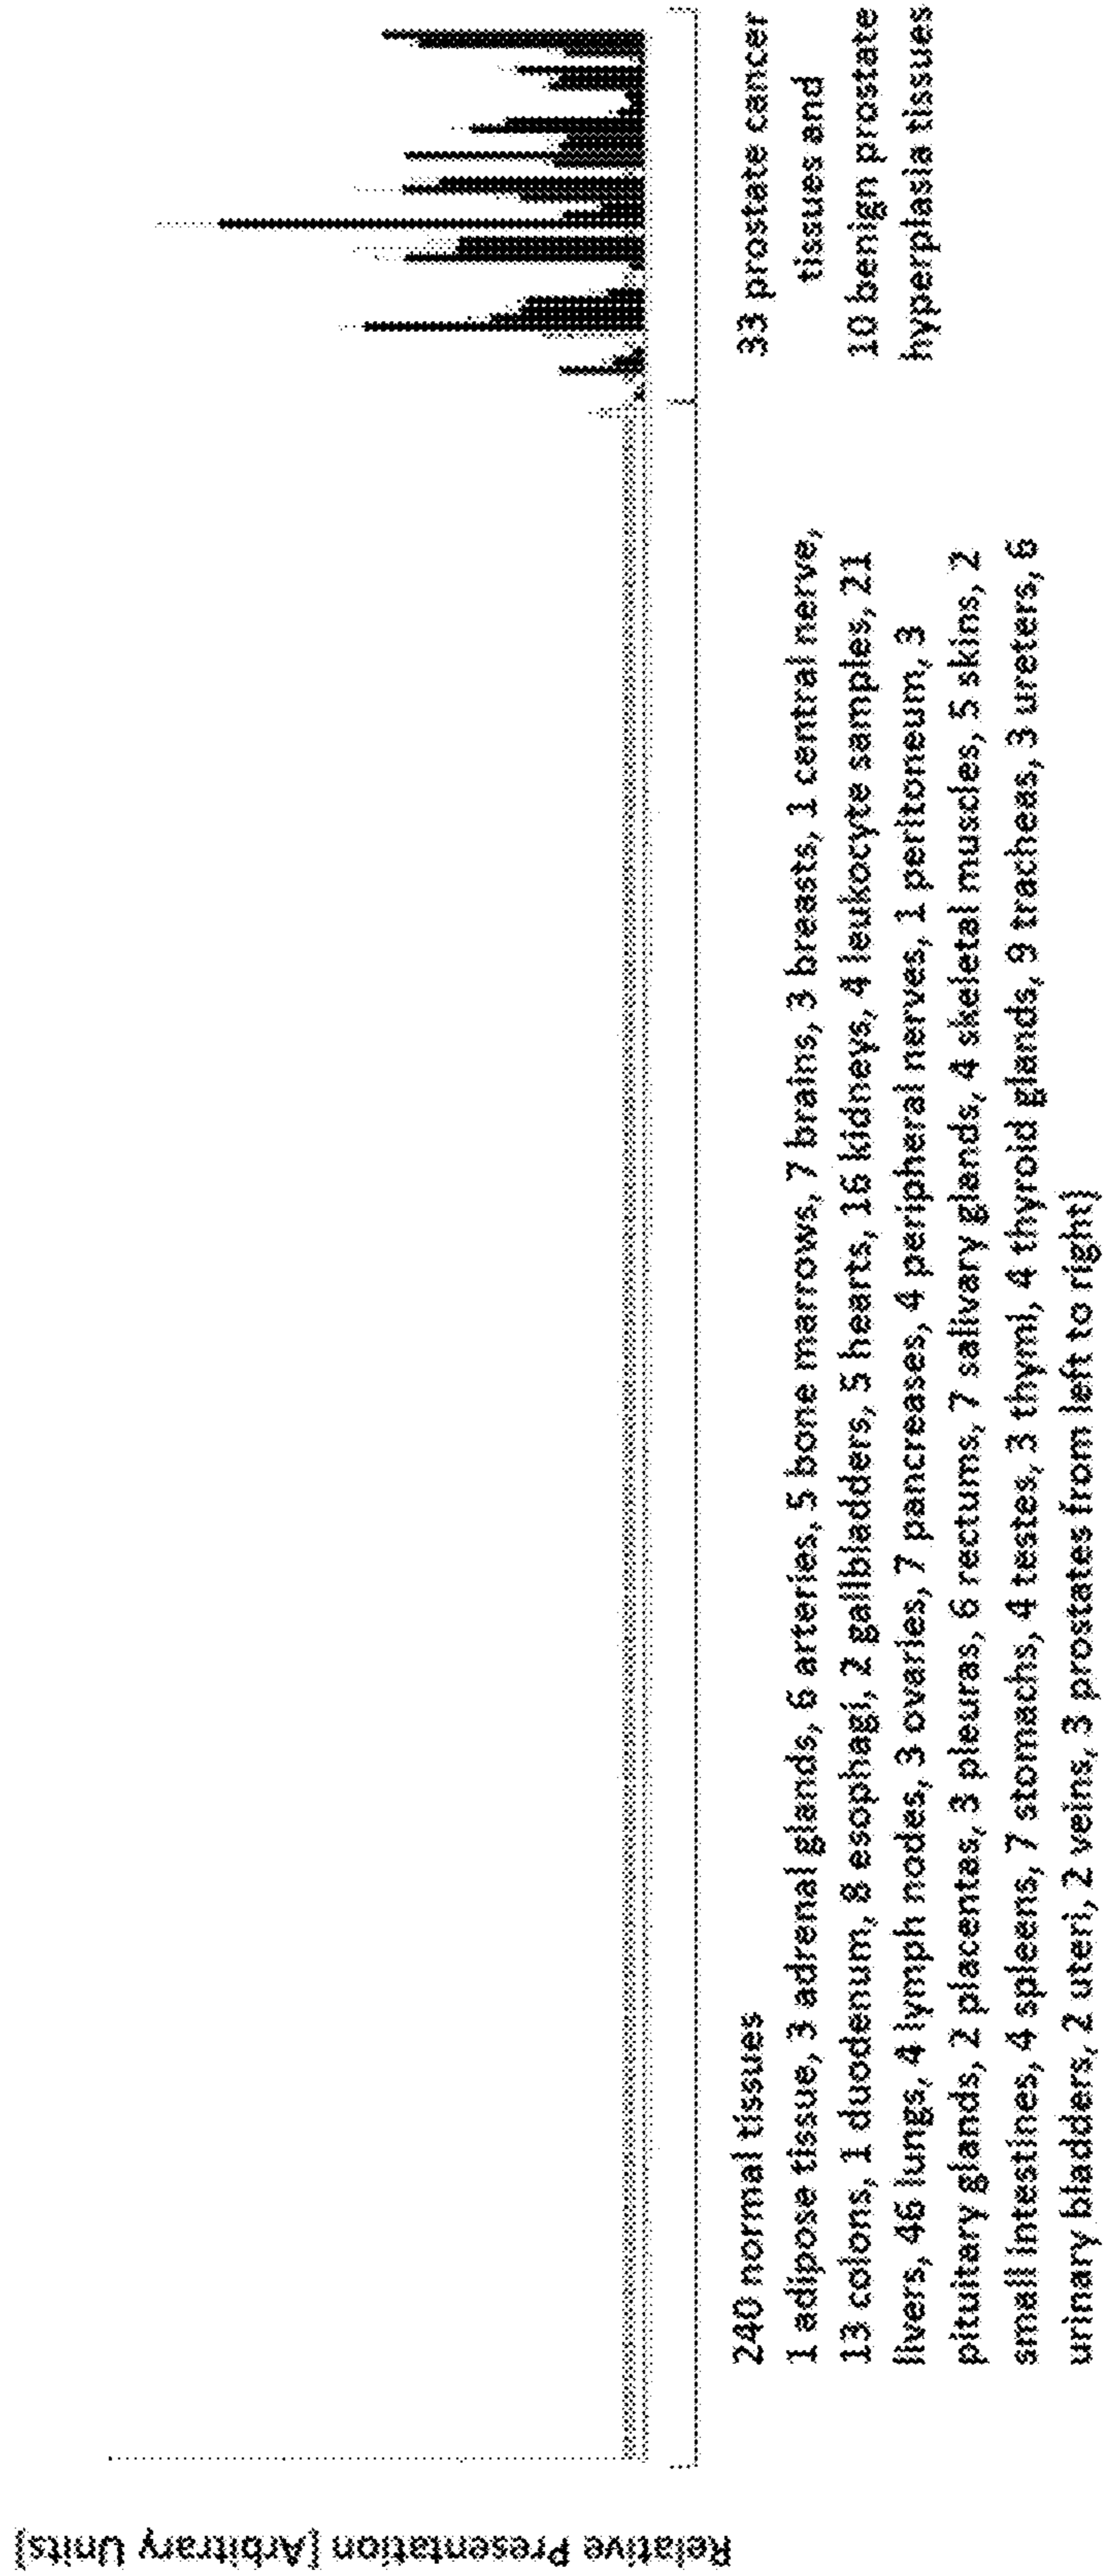 Relative Presentation [Arbitrary Units]
240 normal tissues
1 adipose tissue, 3 adrenal glands, 6 arteries, 5 bone marrows, 7 brains, 3 breasts, 1 central nerve,
13 colons, 1 duodenum, 8 esophagi, 2 gallbladders, 5 hearts, 16 kidneys, 4 leukocyte samples, 21
livers, 46 lungs, 4 lymph nodes, 3 ovaries, 7 pancreases, 4 peripheral nerves, 1 peritoneum, 3
pituitary glands, 2 placentes, 3 pleuras, 6 rectums, 7 salivary glands, 4 skeletal muscles, 5 skins, 2
small intestines, 4 spleens, 7 stomachs, 4 testes, 3 thymi, 4 thyroid glands, 9 tracheas, 3 ureters, 6
urinary bladders, 2 uteri, 2 veins, 3 prostates from left to right]
33 prostate cancer
tissues and
10 benign prostate
hyperplasia tissues